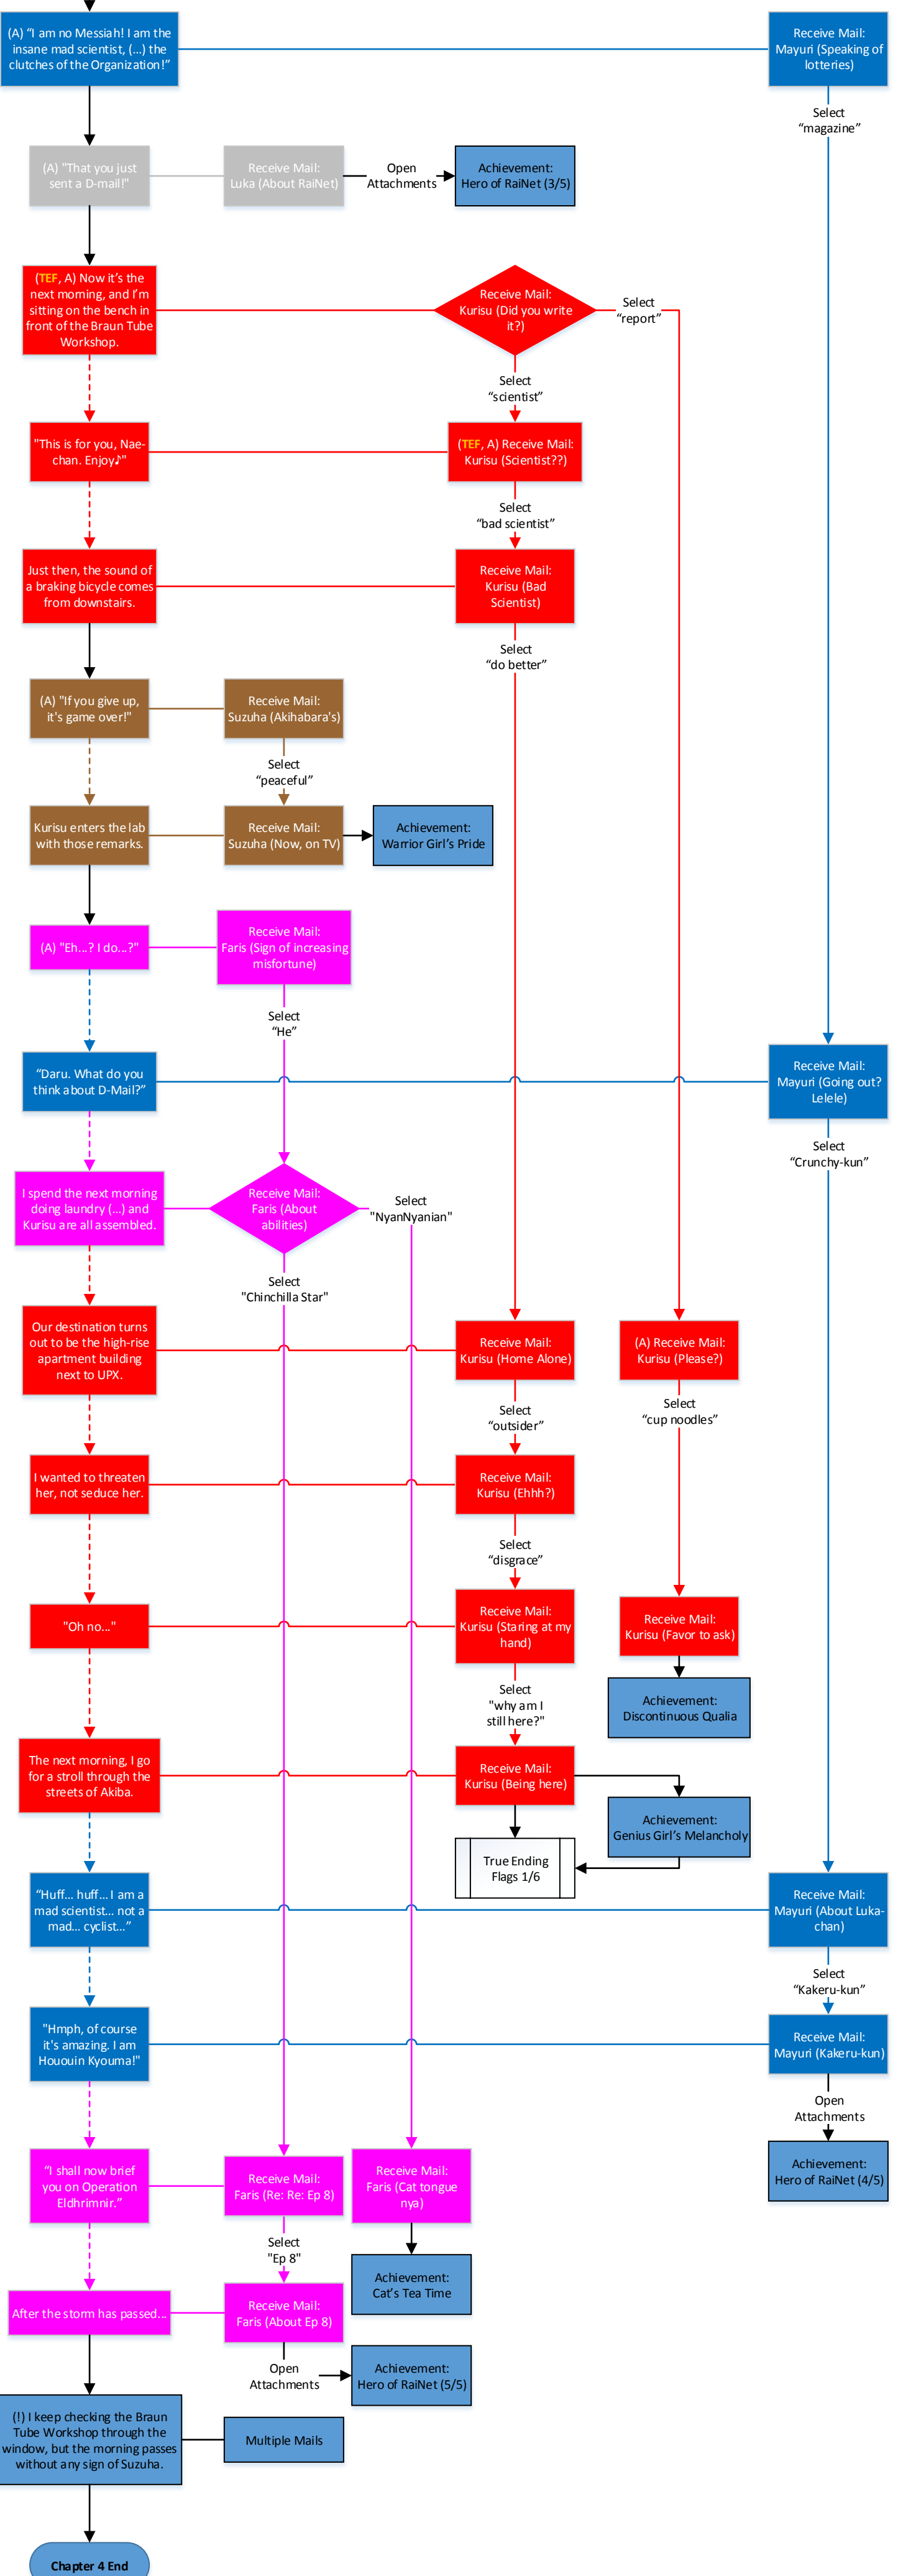 (A) “I am no Messiah! I am the
insane mad scientist, (...) the
clutches of the Organization!”
Receive Mail:
Mayuri (Speaking of
lotteries)
Select
“magazine”
(A) "That you just
sent a D-mail!"
Receive Mail:
Luka (About RaiNet)
Open
Attachments
Achievement:
Hero of RaiNet (3/5)
(TEF, A) Now it’s the
next morning, and I’m
sitting on the bench in
front of the Braun Tube
Workshop.
Receive Mail:
Kurisu (Did you write
it?)
Select
“report”
Select
“scientist”
"This is for you, Nae-
chan. Enjoy♪"
(TEF, A) Receive Mail:
Kurisu (Scientist??)
Select
“bad scientist”
Just then, the sound of
a braking bicycle comes
from downstairs.
Receive Mail:
Kurisu (Bad
Scientist)
Select
“do better”
(A) "If you give up,
it's game over!"
Receive Mail:
Suzuha (Akihabara's)
Select
“peaceful”
Kurisu enters the lab
with those remarks.
Receive Mail:
Suzuha (Now, on TV)
Achievement:
Warrior Girl’s Pride
(A) "Eh...? I do...?"
Receive Mail:
Faris (Sign of increasing
misfortune)
Select
“He”
“Daru. What do you
think about D-Mail?”
Receive Mail:
Mayuri (Going out?
Lelele)
Select
“Crunchy-kun”
I spend the next morning
doing laundry (...) and
Kurisu are all assembled.
Receive Mail:
Faris (About
abilities)
Select
"NyanNyanian"
Select
"Chinchilla Star"
Our destination turns
out to be the high-rise
apartment building
next to UPX.
Receive Mail:
Kurisu (Home Alone)
(A) Receive Mail:
Kurisu (Please?)
Select
“outsider”
Select
“cup noodles”
I wanted to threaten
her, not seduce her.
Receive Mail:
Kurisu (Ehhh?)
Select
“disgrace”
"Oh no..."
Receive Mail:
Kurisu (Staring at my
hand)
Receive Mail:
Kurisu (Favor to ask)
Select
"why am I
still here?"
Achievement:
Discontinuous Qualia
The next morning, I go
for a stroll through the
streets of Akiba.
Receive Mail:
Kurisu (Being here)
Achievement:
Genius Girl’s Melancholy
True Ending
Flags 1/6
“Huff... huff... I am a
mad scientist... not a
mad... cyclist...”
Receive Mail:
Mayuri (About Luka-
chan)
Select
“Kakeru-kun”
"Hmph, of course
it's amazing. I am
Hououin Kyouma!"
Receive Mail:
Mayuri (Kakeru-kun)
Open
Attachments
Achievement:
Hero of RaiNet (4/5)
“I shall now brief
you on Operation
Eldhrimnir.”
Receive Mail:
Faris (Re: Re: Ep 8)
Receive Mail:
Faris (Cat tongue
nya)
Select
"Ep 8"
Achievement:
Cat’s Tea Time
After the storm has passed...
Receive Mail:
Faris (About Ep 8)
Open
Attachments
Achievement:
Hero of RaiNet (5/5)
(!) I keep checking the Braun
Tube Workshop through the
window, but the morning passes
without any sign of Suzuha.
Multiple Mails
Chapter 4 End